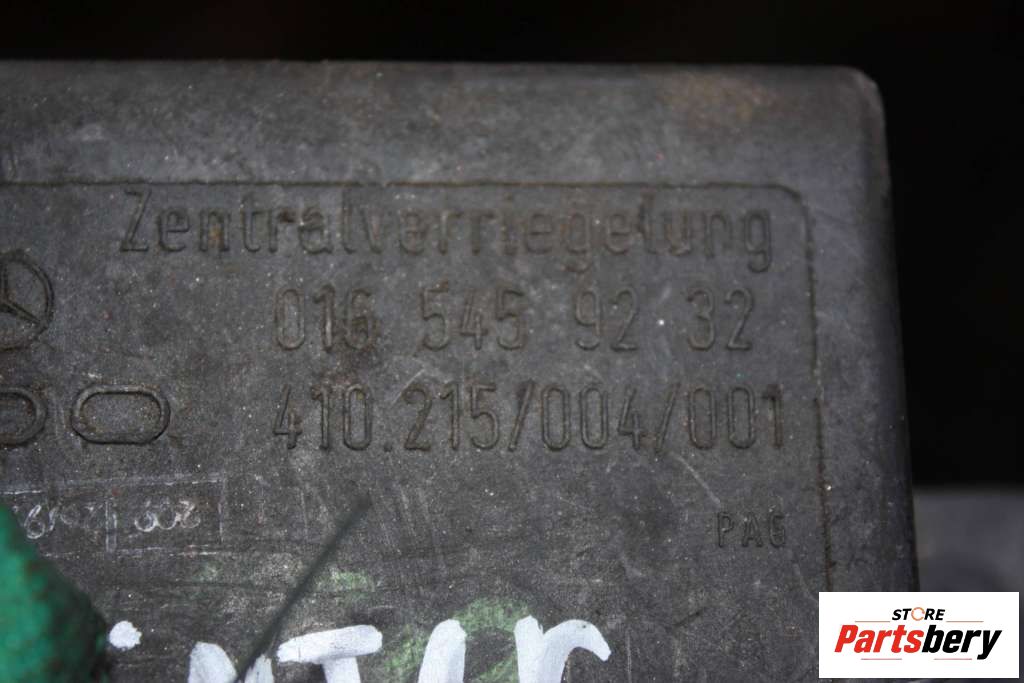 Zentralverriegelung
016 545 92 32
410.215/004/001
PAG
STORE
Partsbery